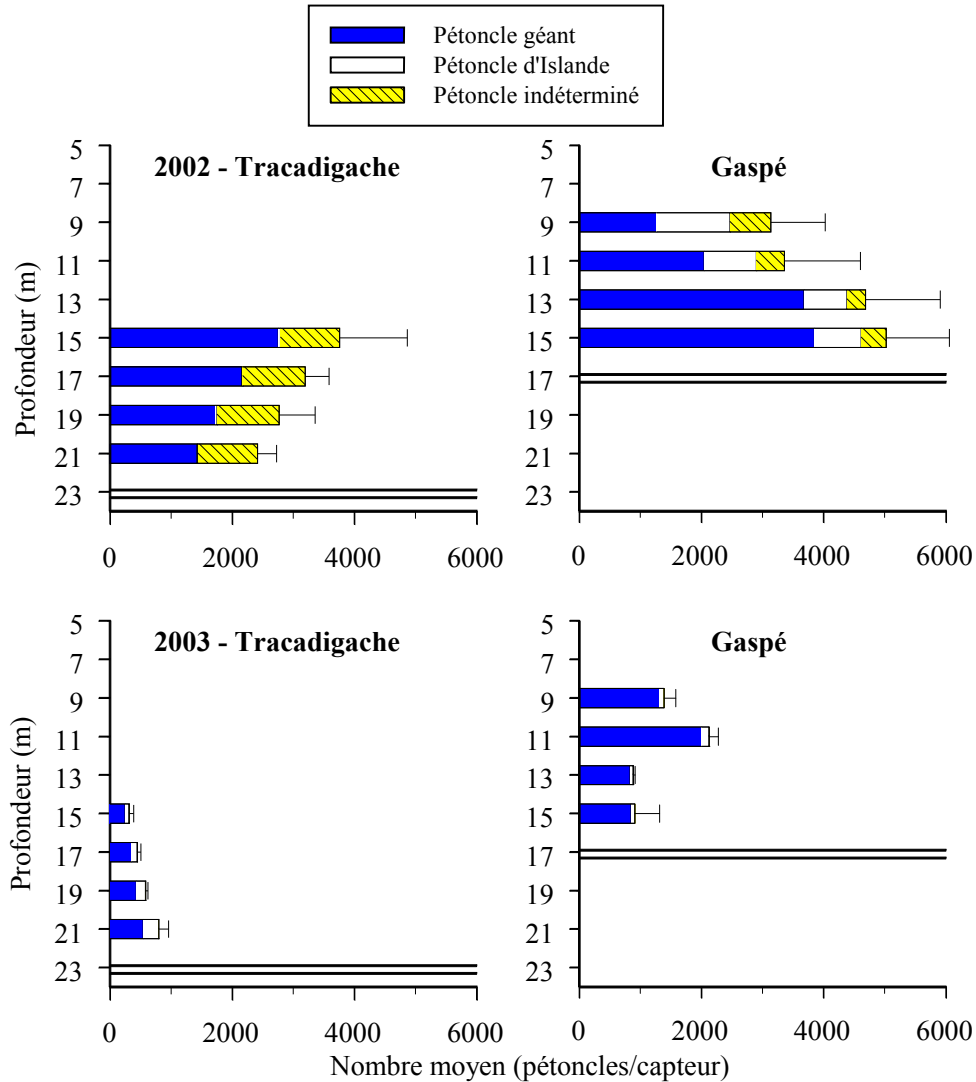 Pétoncle géant
Pétoncle d'Islande
Pétoncle indéterminé
2002 - Tracadigache
Gaspé
Profondeur (m)
5
7
9
11
13
15
17
19
21
23
0 2000 4000 6000
5
7
9
11
13
15
17
19
21
23
0 2000 4000 6000
2003 - Tracadigache
Gaspé
Profondeur (m)
5
7
9
11
13
15
17
19
21
23
0 2000 4000 6000
5
7
9
11
13
15
17
19
21
23
0 2000 4000 6000
Nombre moyen (pétoncles/capteur)